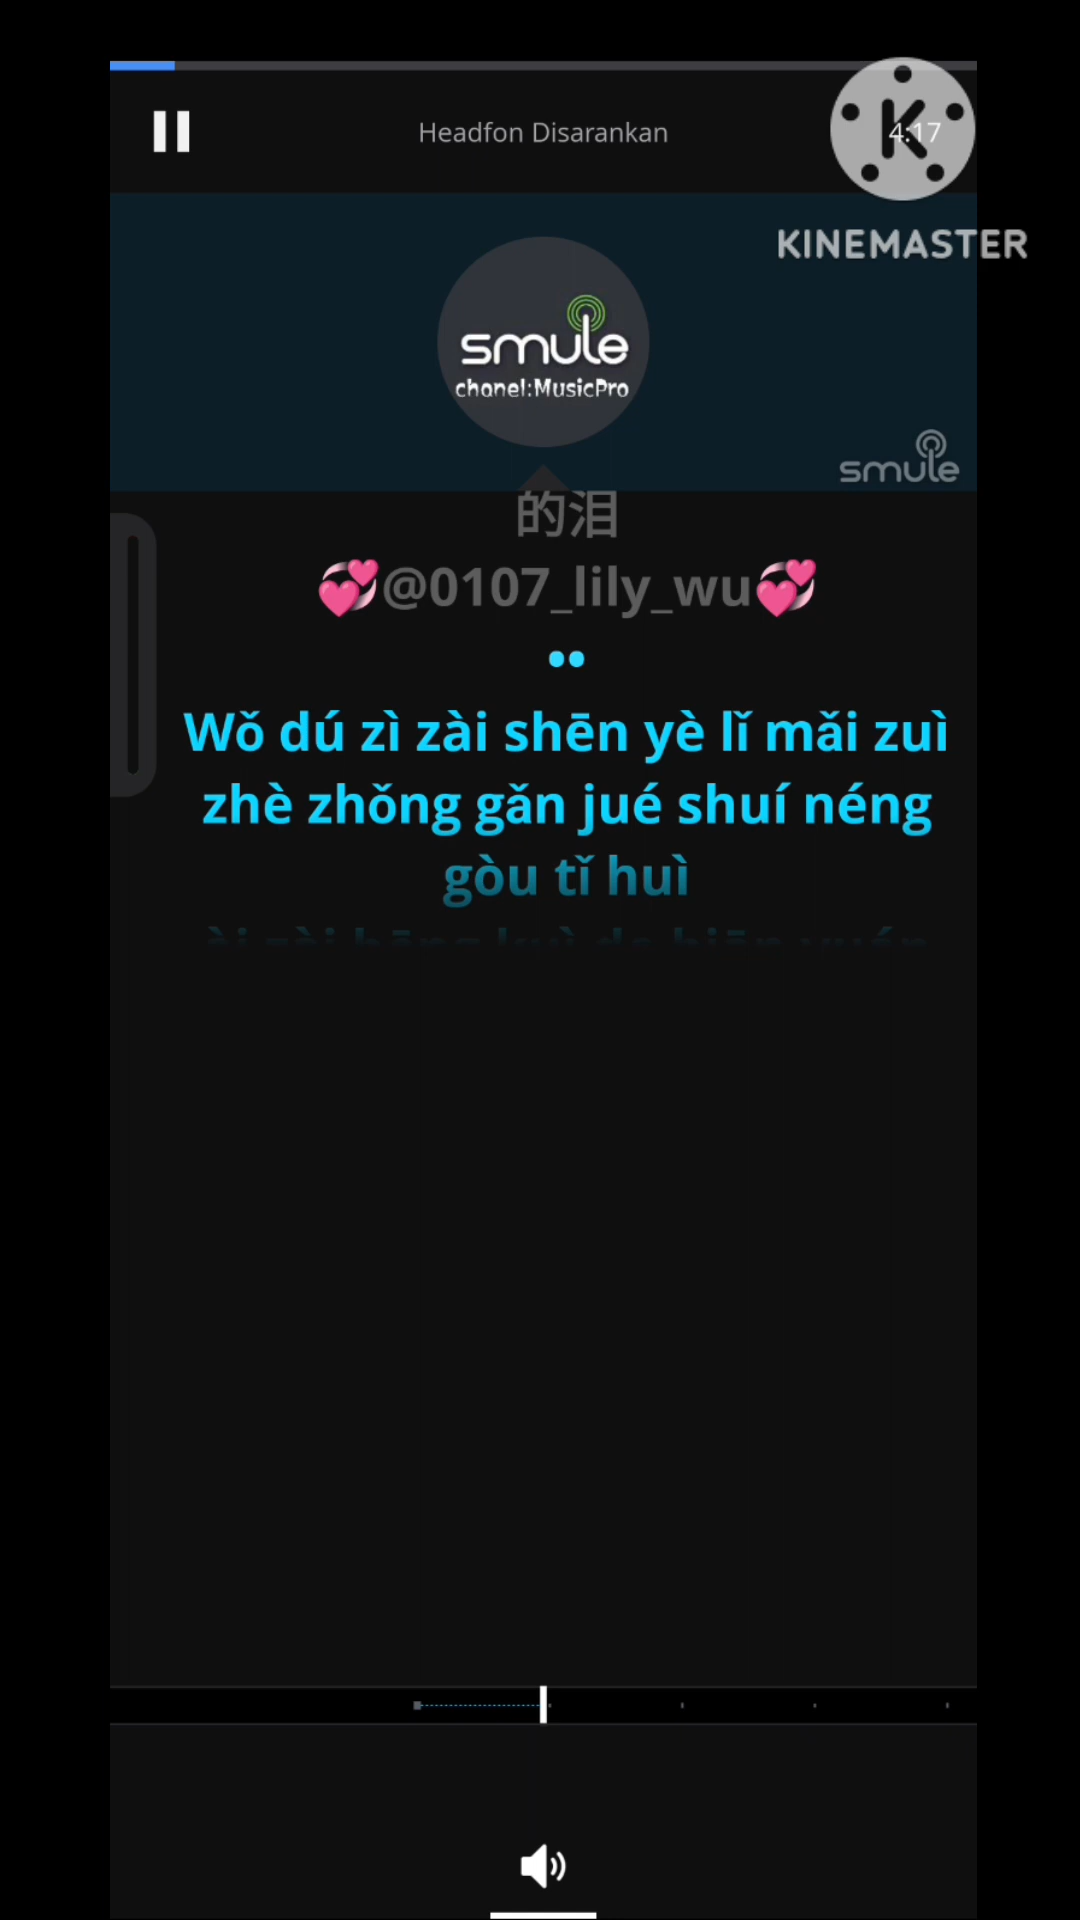 Headfon Disarankan
4:17
KINEMASTER
smule
chanel:MusicPro
smule
的泪
💞@0107_lily_wu💞
••
Wǒ dú zì zài shēn yè lǐ mǎi zuì
zhè zhǒng gǎn jué shuí néng
gòu tǐ huì